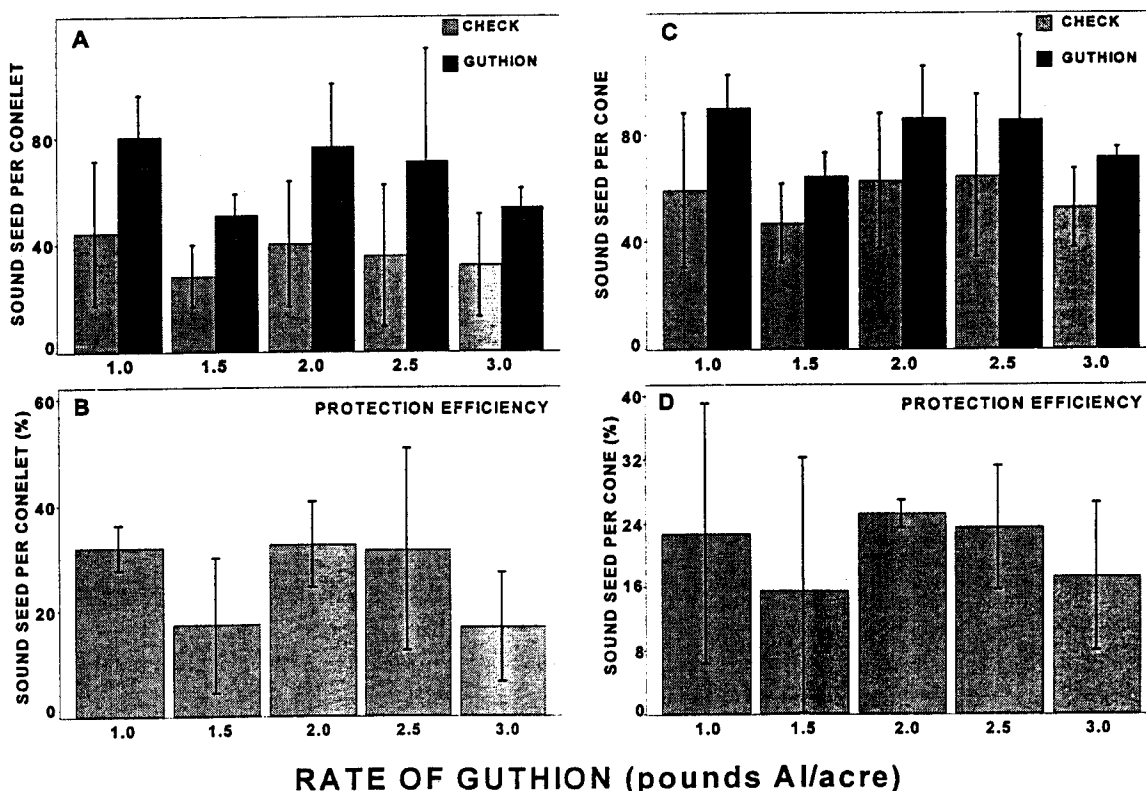 A
CHECK
GUTHION
SOUND SEED PER CONELET
80
40
0
1.0 1.5 2.0 2.5 3.0
C
CHECK
GUTHION
SOUND SEED PER CONE
80
40
0
1.0 1.5 2.0 2.5 3.0
B
PROTECTION EFFICIENCY
SOUND SEED PER CONELET (%)
60
40
20
0
1.0 1.5 2.0 2.5 3.0
D
PROTECTION EFFICIENCY
SOUND SEED PER CONE (%)
40
32
24
16
8
0
1.0 1.5 2.0 2.5 3.0
RATE OF GUTHION (pounds AI/acre)